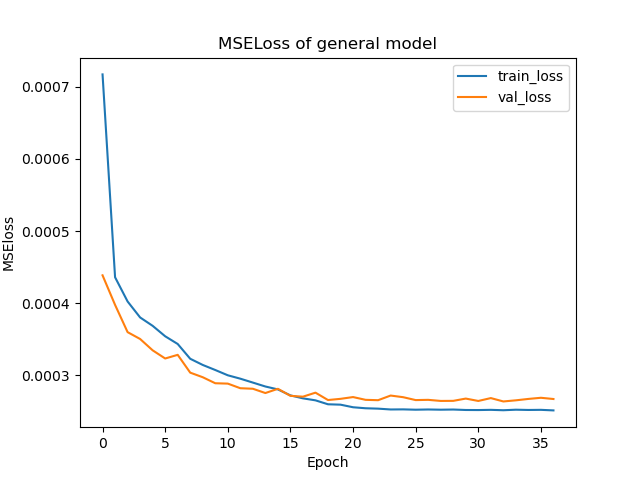 MSELoss of general model
train_loss
val_loss
0.0007
0.0006
0.0005
0.0004
0.0003
MSEloss
0 5 10 15 20 25 30 35
Epoch